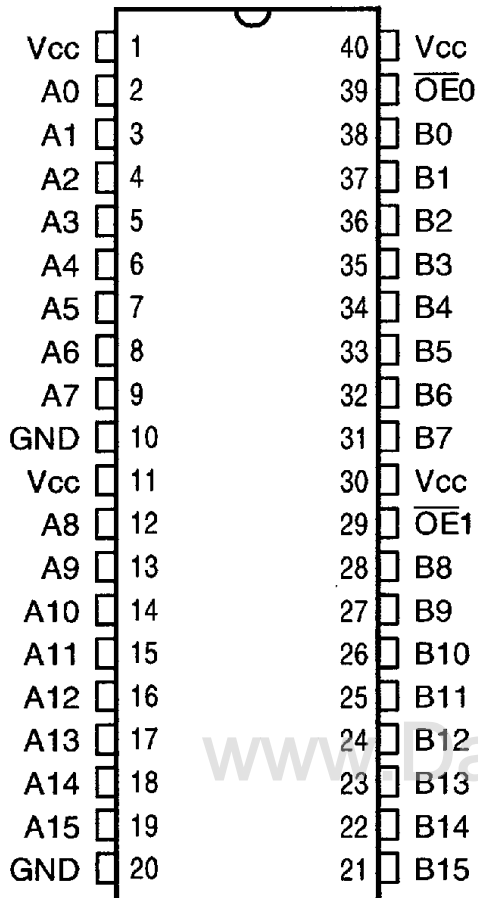 Vcc 1 40 Vcc
A0 2 39 O̅E̅0
A1 3 38 B0
A2 4 37 B1
A3 5 36 B2
A4 6 35 B3
A5 7 34 B4
A6 8 33 B5
A7 9 32 B6
GND 10 31 B7
Vcc 11 30 Vcc
A8 12 29 O̅E̅1
A9 13 28 B8
A10 14 27 B9
A11 15 26 B10
A12 16 25 B11
A13 17 24 B12
www.Da
A14 18 23 B13
A15 19 22 B14
GND 20 21 B15